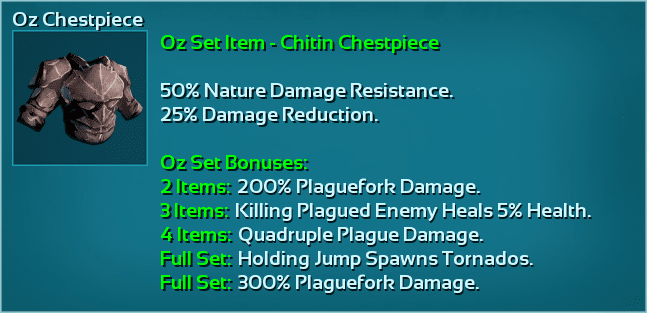 Oz Chestpiece
Oz Set Item - Chitin Chestpiece
50% Nature Damage Resistance.
25% Damage Reduction.
Oz Set Bonuses:
2 Items: 200% Plaguefork Damage.
3 Items: Killing Plagued Enemy Heals 5% Health.
4 Items: Quadruple Plague Damage.
Full Set: Holding Jump Spawns Tornados.
Full Set: 300% Plaguefork Damage.